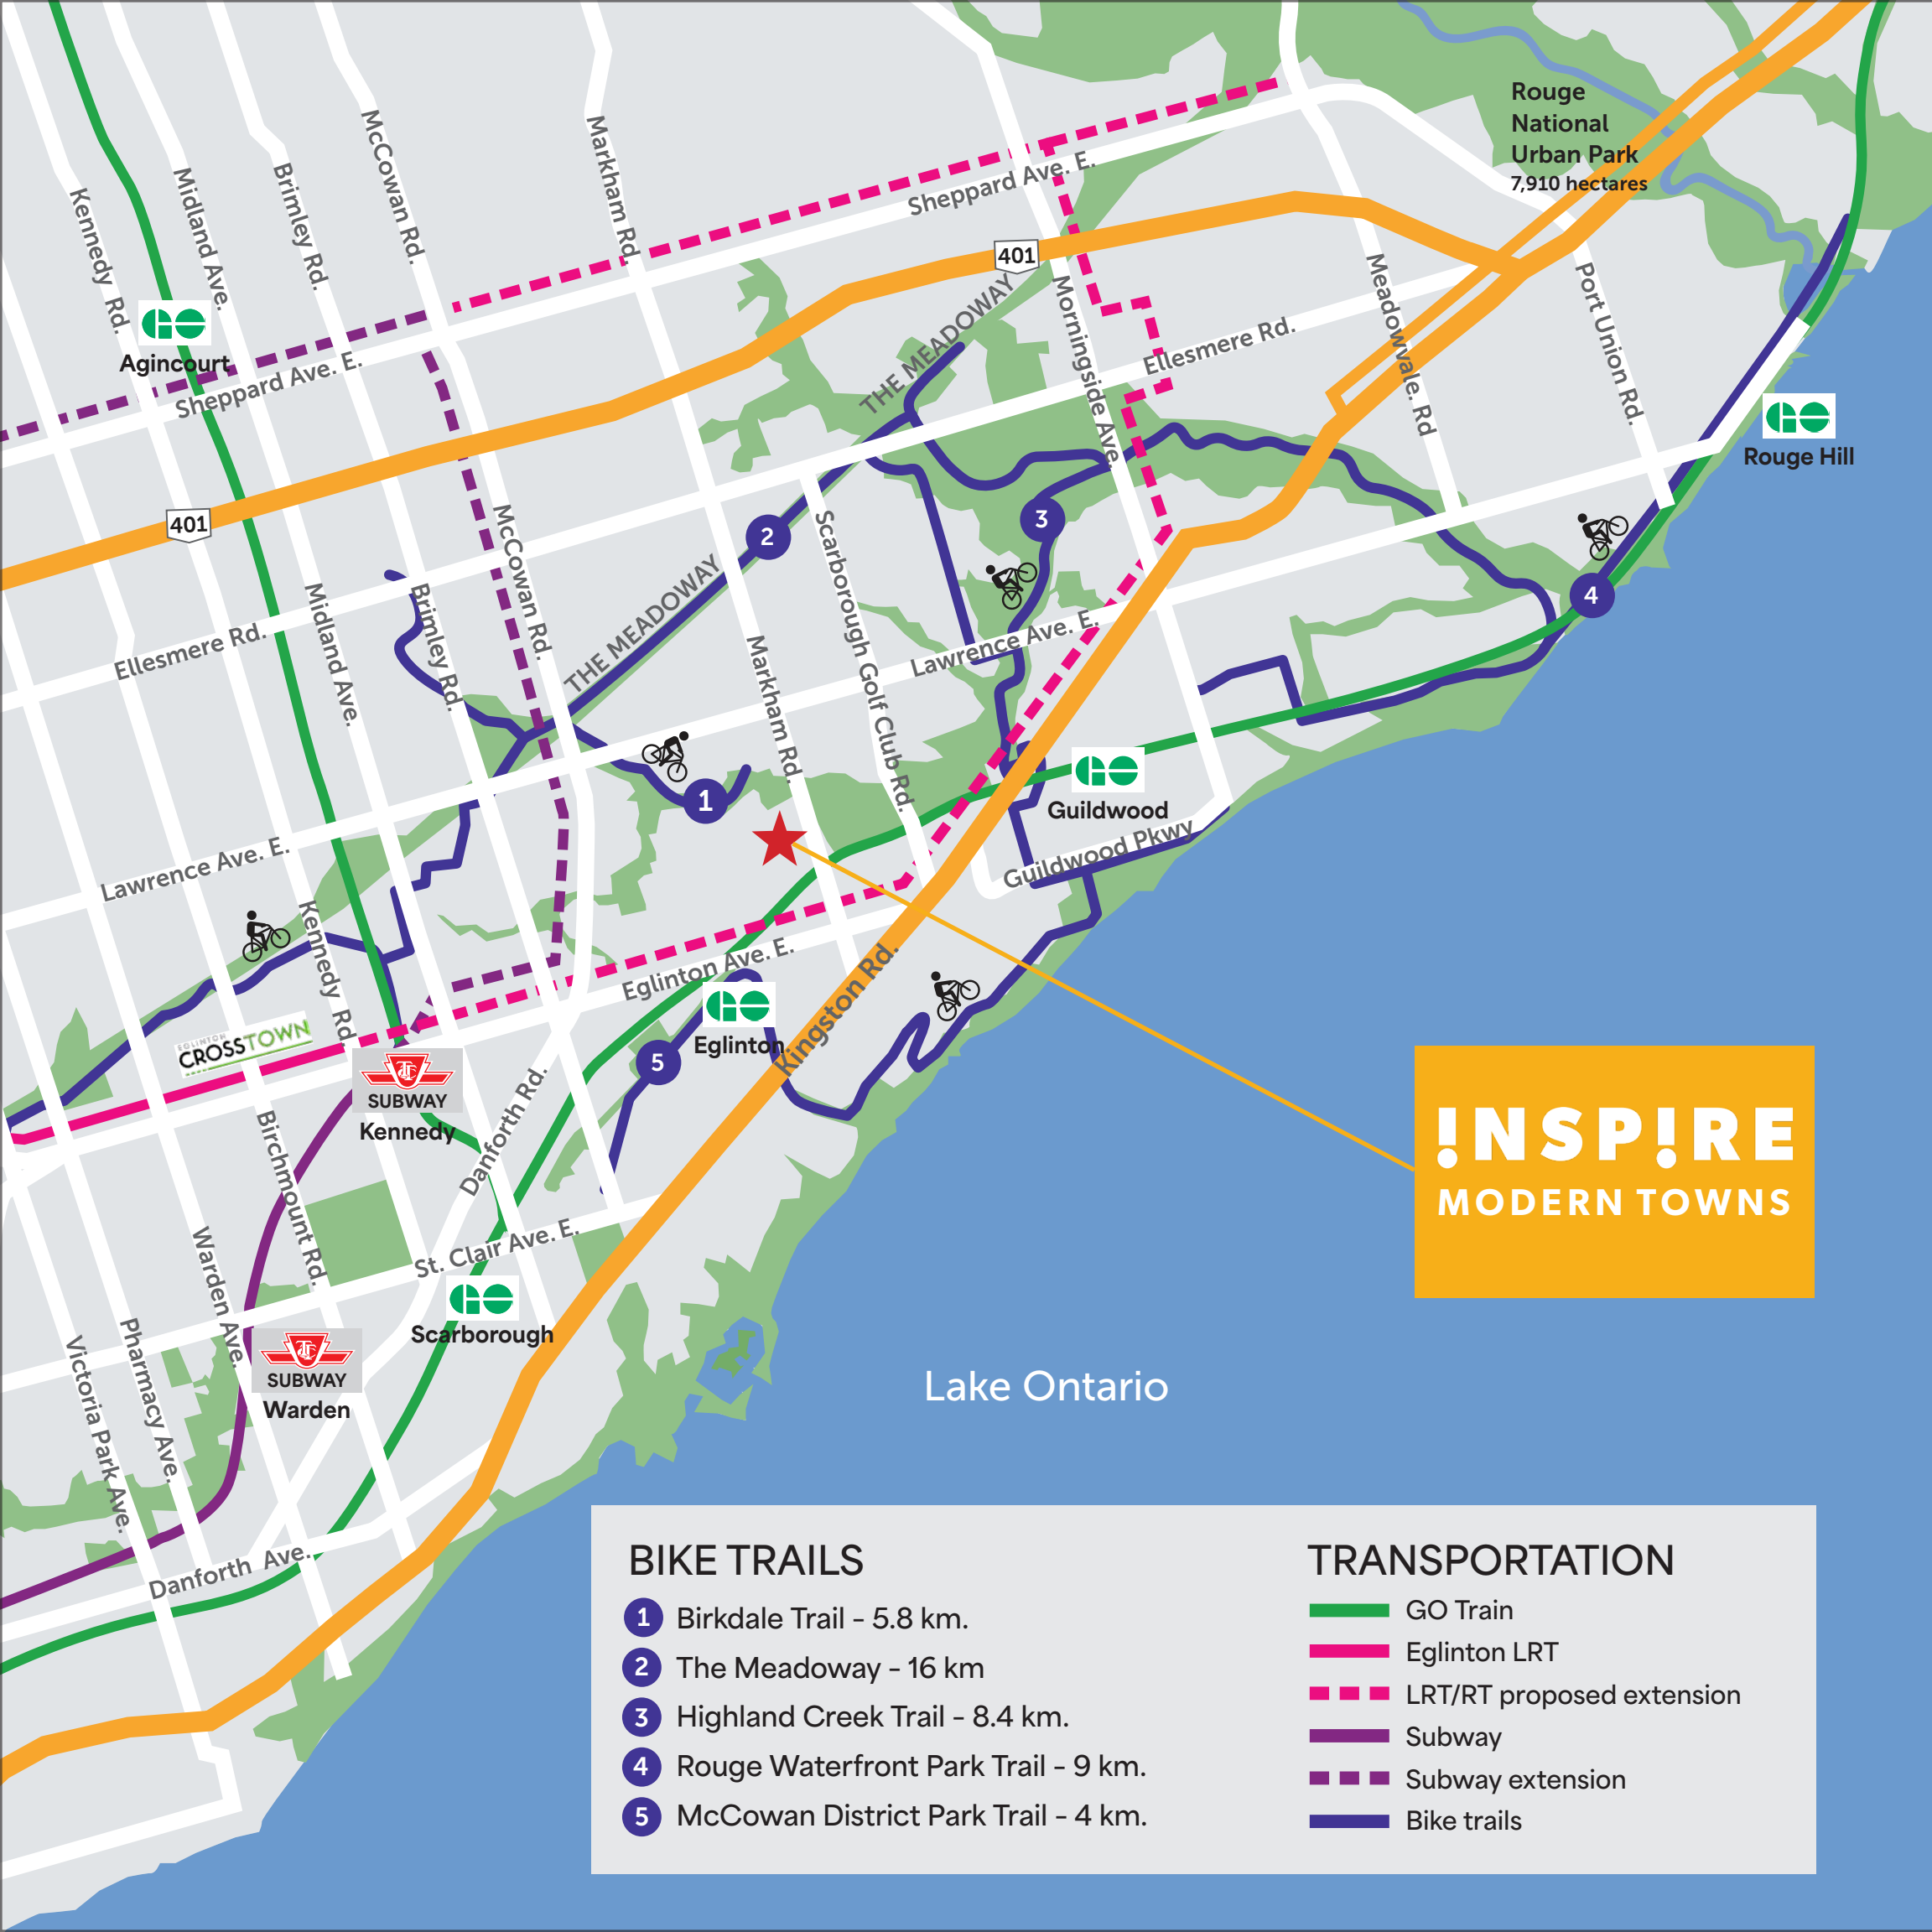 Rouge
National
Urban Park
7,910 hectares
Kennedy Rd.
Midland Ave.
Brimley Rd.
McCowan Rd.
Markham Rd
Sheppard Ave. E.
401
Agincourt
Sheppard Ave. E.
THE MEADOWAY
Morningside Ave.
Ellesmere Rd.
Meadowvale. Rd
Port Union Rd.
Rouge Hill
401
McCowan Rd.
2
3
Scarborough Golf Club Rd.
THE MEADOWAY
Midland Ave.
Brimley Rd.
Ellesmere Rd.
4
Lawrence Ave. E.
Markham Rd.
1
Guildwood
Guildwood Pkwy
Lawrence Ave. E.
Kennedy Rd.
Eglinton Ave. E.
Kingston Rd.
EGLINTON
CROSSTOWN
Eglinton
5
TTC
SUBWAY
Kennedy
Danforth Rd.
Birchmount Rd.
INSPIRE
MODERN TOWNS
St. Clair Ave. E.
Warden Ave.
Scarborough
TTC
SUBWAY
Warden
Pharmacy Ave.
Victoria Park Ave.
Lake Ontario
Danforth Ave.
BIKE TRAILS
1 Birkdale Trail – 5.8 km.
2 The Meadoway – 16 km
3 Highland Creek Trail – 8.4 km.
4 Rouge Waterfront Park Trail – 9 km.
5 McCowan District Park Trail – 4 km.
TRANSPORTATION
GO Train
Eglinton LRT
LRT/RT proposed extension
Subway
Subway extension
Bike trails